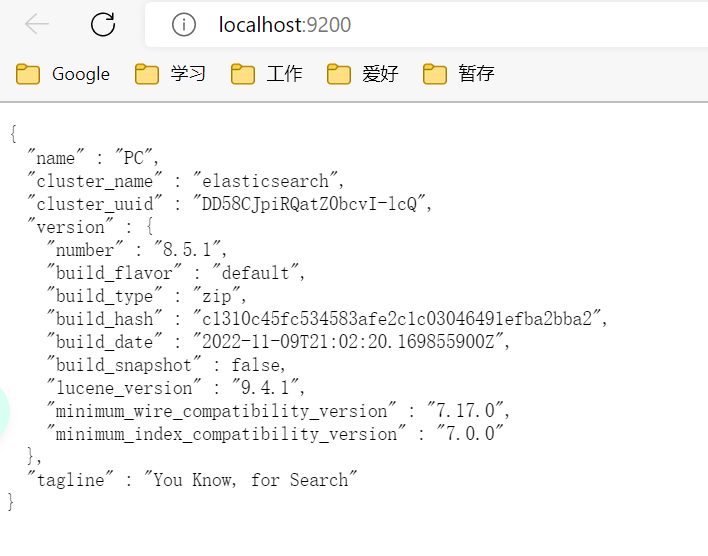 localhost:9200
Google 学习 工作 爱好 暂存
{
"name" : "PC",
"cluster_name" : "elasticsearch",
"cluster_uuid" : "DD58CJpiRQatZ0bcvI-lcQ",
"version" : {
"number" : "8.5.1",
"build_flavor" : "default",
"build_type" : "zip",
"build_hash" : "c1310c45fc534583afe2c1c03046491efba2bba2",
"build_date" : "2022-11-09T21:02:20.169855900Z",
"build_snapshot" : false,
"lucene_version" : "9.4.1",
"minimum_wire_compatibility_version" : "7.17.0",
"minimum_index_compatibility_version" : "7.0.0"
},
"tagline" : "You Know, for Search"
}